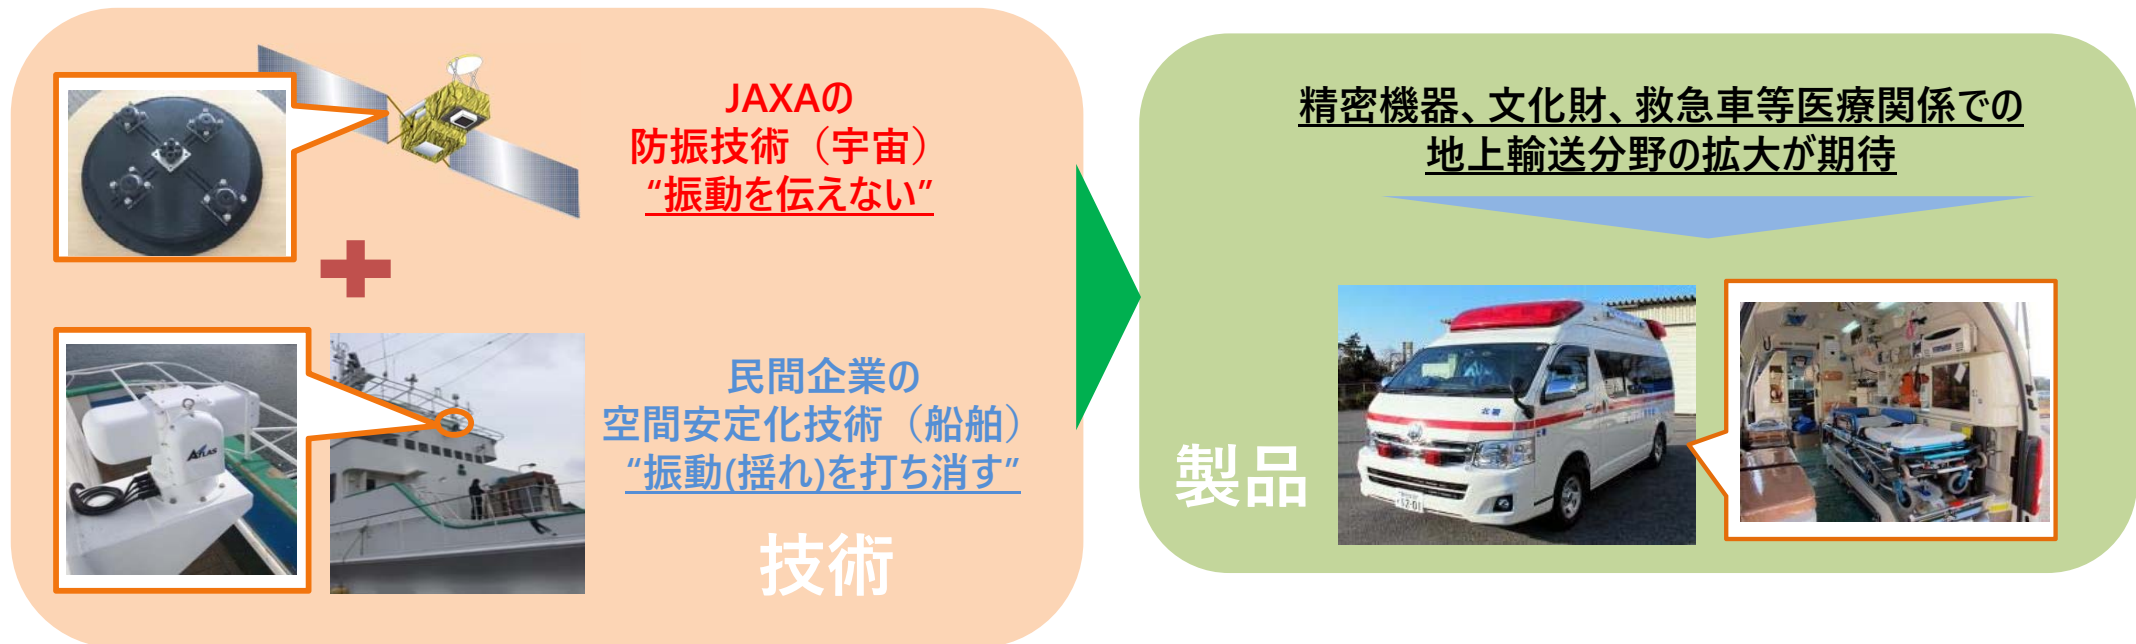 JAXAの
防振技術（宇宙）
“振動を伝えない”
民間企業の
空間安定化技術（船舶）
“振動(揺れ)を打ち消す”
技術
ATLAS
精密機器、文化財、救急車等医療関係での
地上輸送分野の拡大が期待
製品